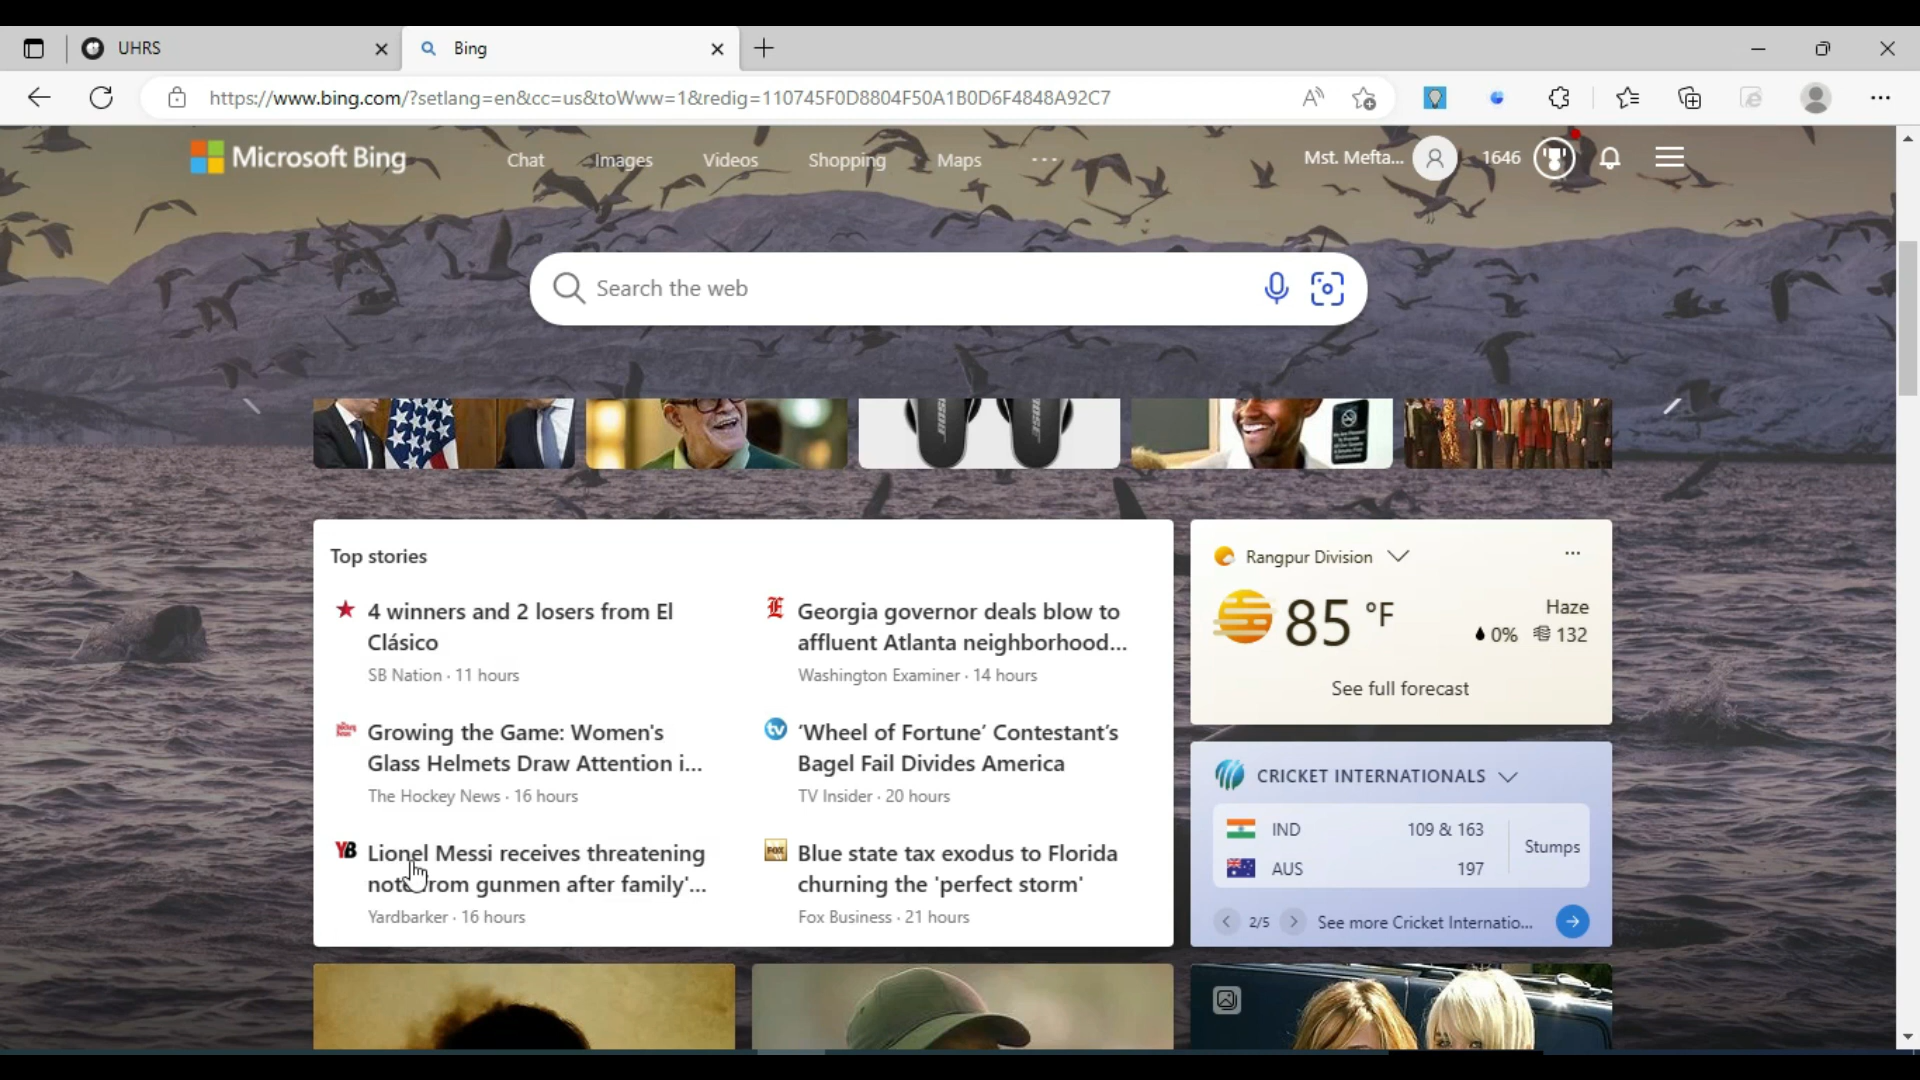 UHRS
Bing
https://www.bing.com/?setlang=en&cc=us&toWww=1&redig=110745F0D8804F50A1B0D6F4848A92C7
Microsoft Bing
Chat
Images
Videos
Shopping
Maps
Mst. Mefta...
1646
Search the web
BOSE
BOSE
Top stories
4 winners and 2 losers from El
Clásico
SB Nation · 11 hours
Georgia governor deals blow to
affluent Atlanta neighborhood...
Washington Examiner · 14 hours
Growing the Game: Women's
Glass Helmets Draw Attention i...
The Hockey News · 16 hours
'Wheel of Fortune' Contestant's
Bagel Fail Divides America
TV Insider · 20 hours
YB
Lionel Messi receives threatening
from gunmen after family'...
Yardbarker · 16 hours
FOX
Blue state tax exodus to Florida
churning the 'perfect storm'
Fox Business · 21 hours
Rangpur Division
85 °F
Haze
0% 132
See full forecast
CRICKET INTERNATIONALS
IND 109 & 163
AUS 197
Stumps
2/5
See more Cricket Internatio...